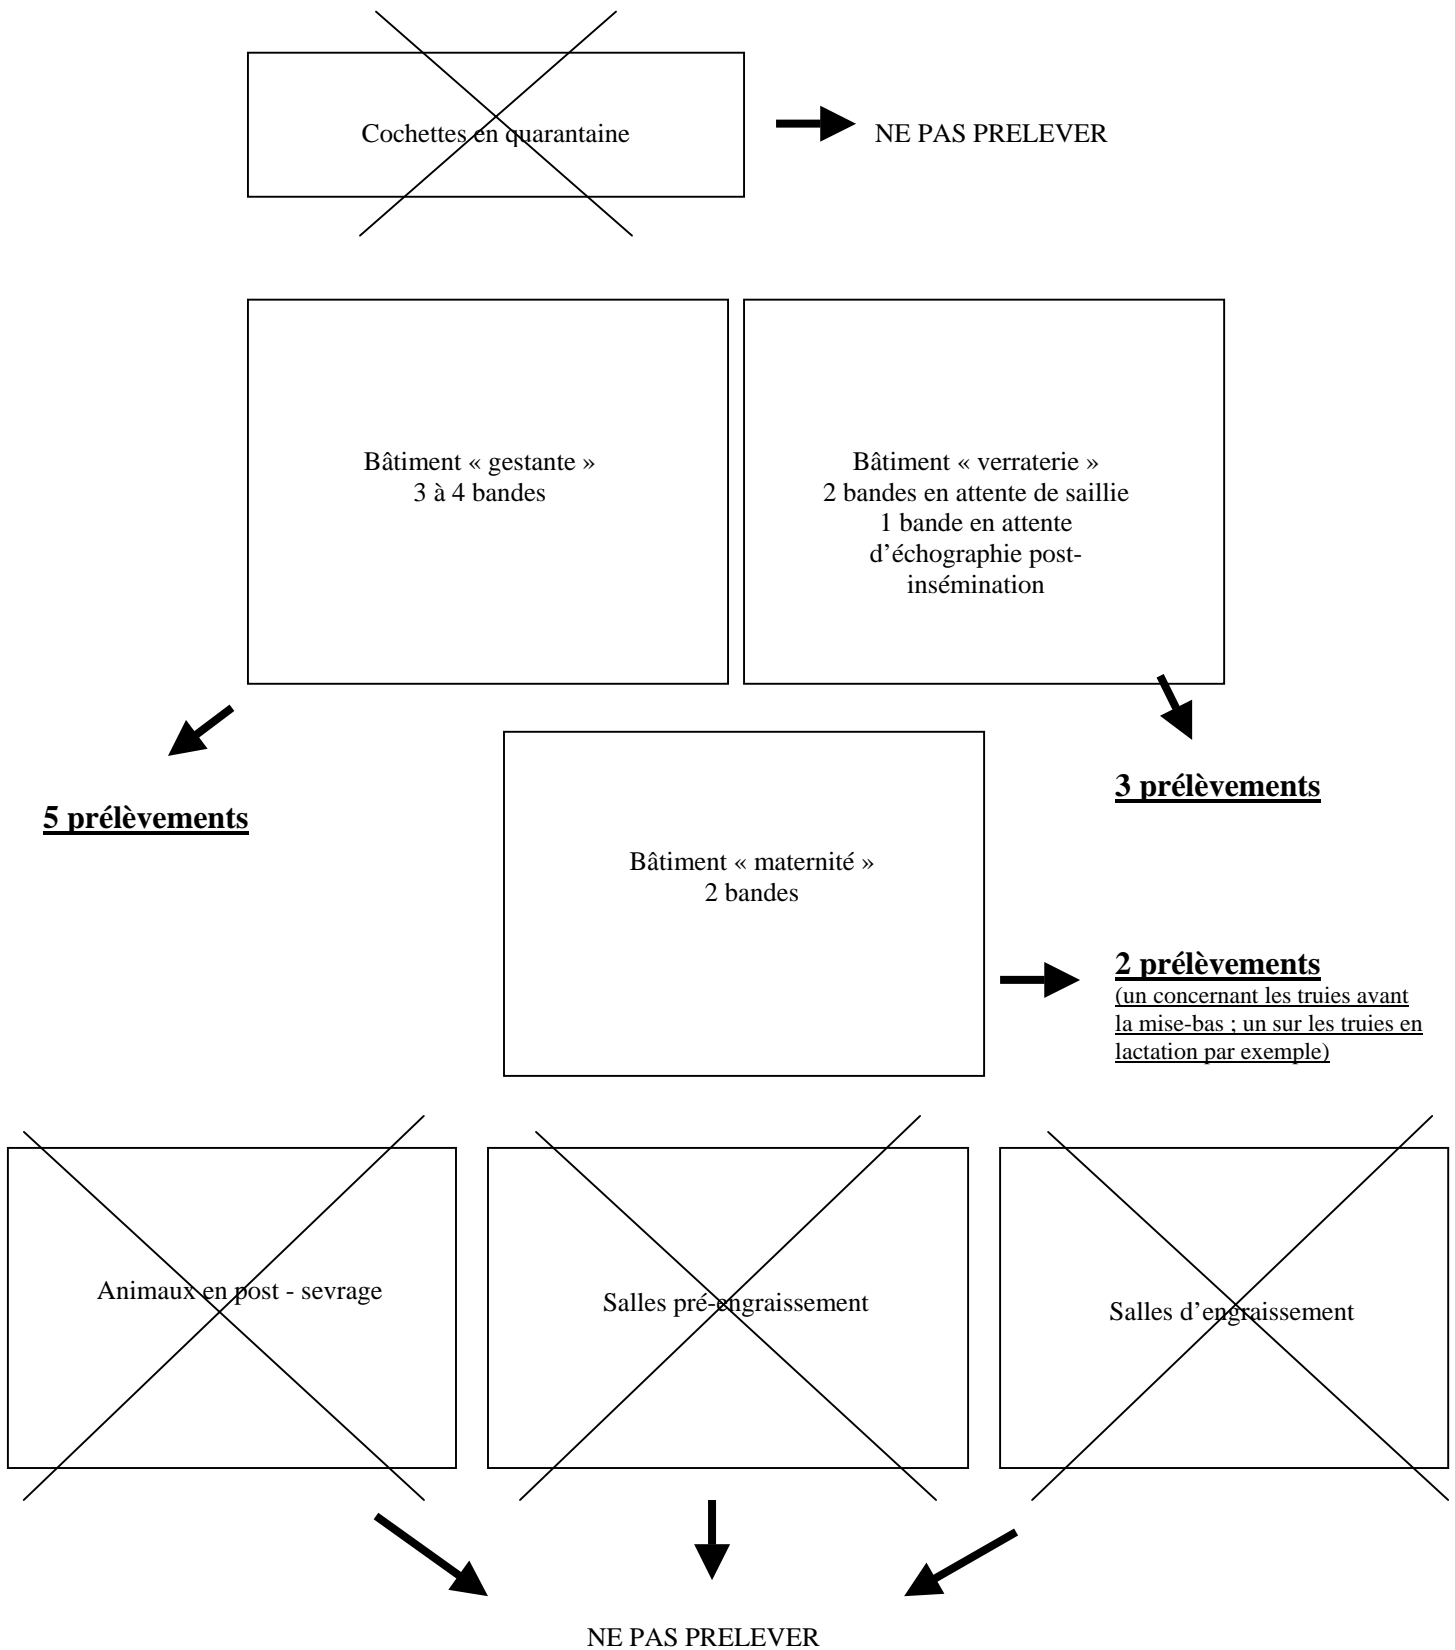 Cochettes en quarantaine
NE PAS PRELEVER
Bâtiment « gestante »
3 à 4 bandes
Bâtiment « verraterie »
2 bandes en attente de saillie
1 bande en attente
d’échographie post-
insémination
5 prélèvements
3 prélèvements
Bâtiment « maternité »
2 bandes
2 prélèvements
(un concernant les truies avant
la mise-bas ; un sur les truies en
lactation par exemple)
Animaux en post - sevrage
Salles pré-engraissement
Salles d’engraissement
NE PAS PRELEVER